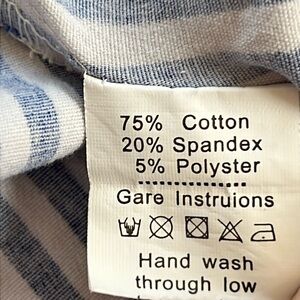 75% Cotton
20% Spandex
5% Polyster
Gare Instruions
Hand wash
through low